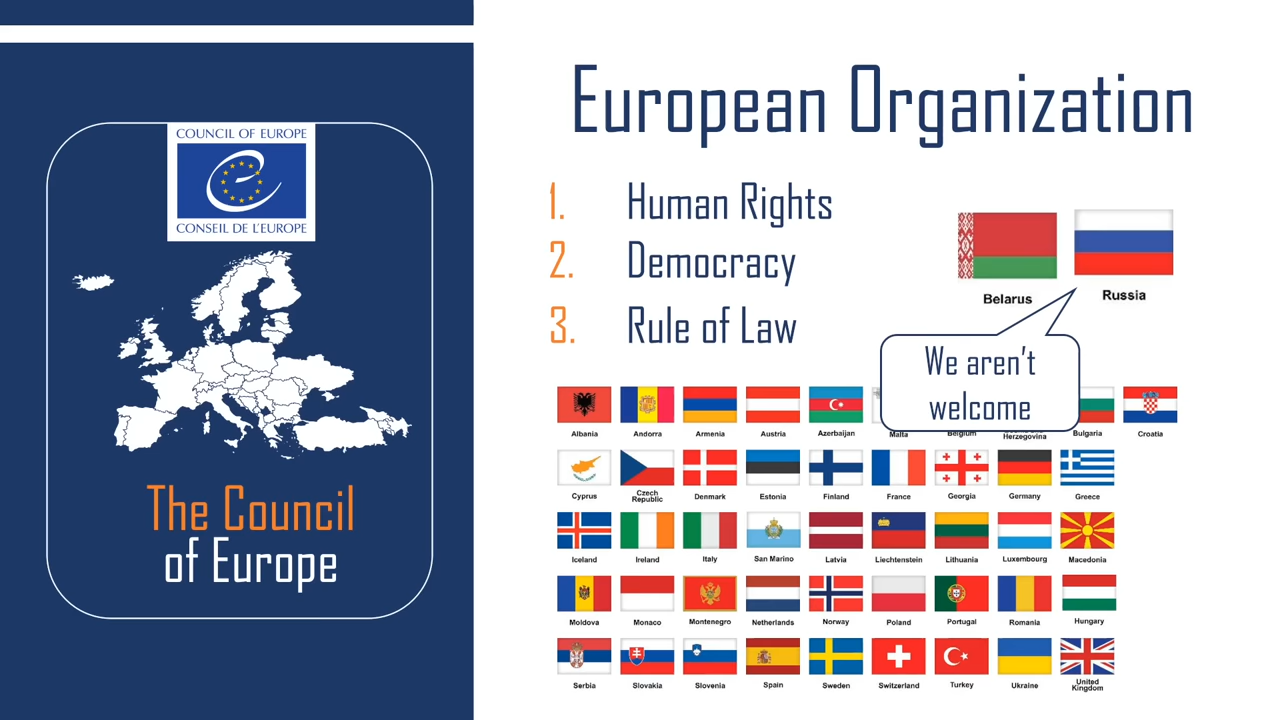 COUNCIL OF EUROPE
CONSEIL DE L'EUROPE
The Council
of Europe
European Organization
1. Human Rights
2. Democracy
3. Rule of Law
Belarus Russia
We aren't
welcome
Albania Andorra Armenia Austria Azerbaijan Malta Belgium Herzegovina Bulgaria Croatia
Cyprus Czech Republic Denmark Estonia Finland France Georgia Germany Greece
Iceland Ireland Italy San Marino Latvia Liechtenstein Lithuania Luxembourg Macedonia
Moldova Monaco Montenegro Netherlands Norway Poland Portugal Romania Hungary
Serbia Slovakia Slovenia Spain Sweden Switzerland Turkey Ukraine United Kingdom